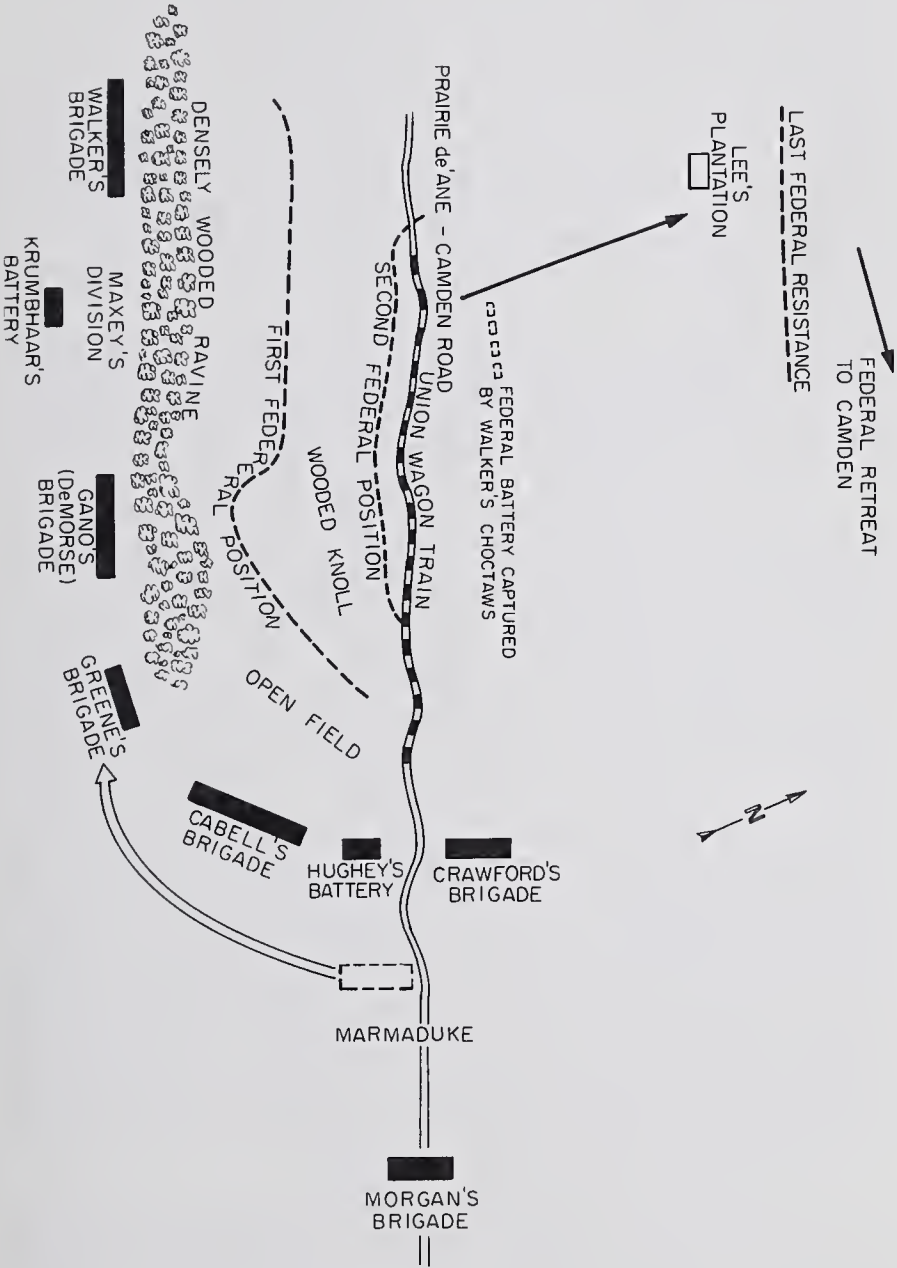 FEDERAL RETREAT
TO CAMDEN
LAST FEDERAL RESISTANCE
LEE'S
PLANTATION
FEDERAL BATTERY CAPTURED
BY WALKER'S CHOCTAWS
PRAIRIE de'ANE - CAMDEN ROAD
UNION WAGON TRAIN
SECOND FEDERAL POSITION
WOODED KNOLL
FIRST FEDER ERAL POSITION
OPEN FIELD
DENSELY WOODED RAVINE
WALKER'S
BRIGADE
MAXEY'S
DIVISION
KRUMBHAAR'S
BATTERY
GANO'S
(DeMORSE)
BRIGADE
GREENE'S
BRIGADE
CABELL'S
BRIGADE
HUGHEY'S
BATTERY
CRAWFORD'S
BRIGADE
N
MARMADUKE
MORGAN'S
BRIGADE